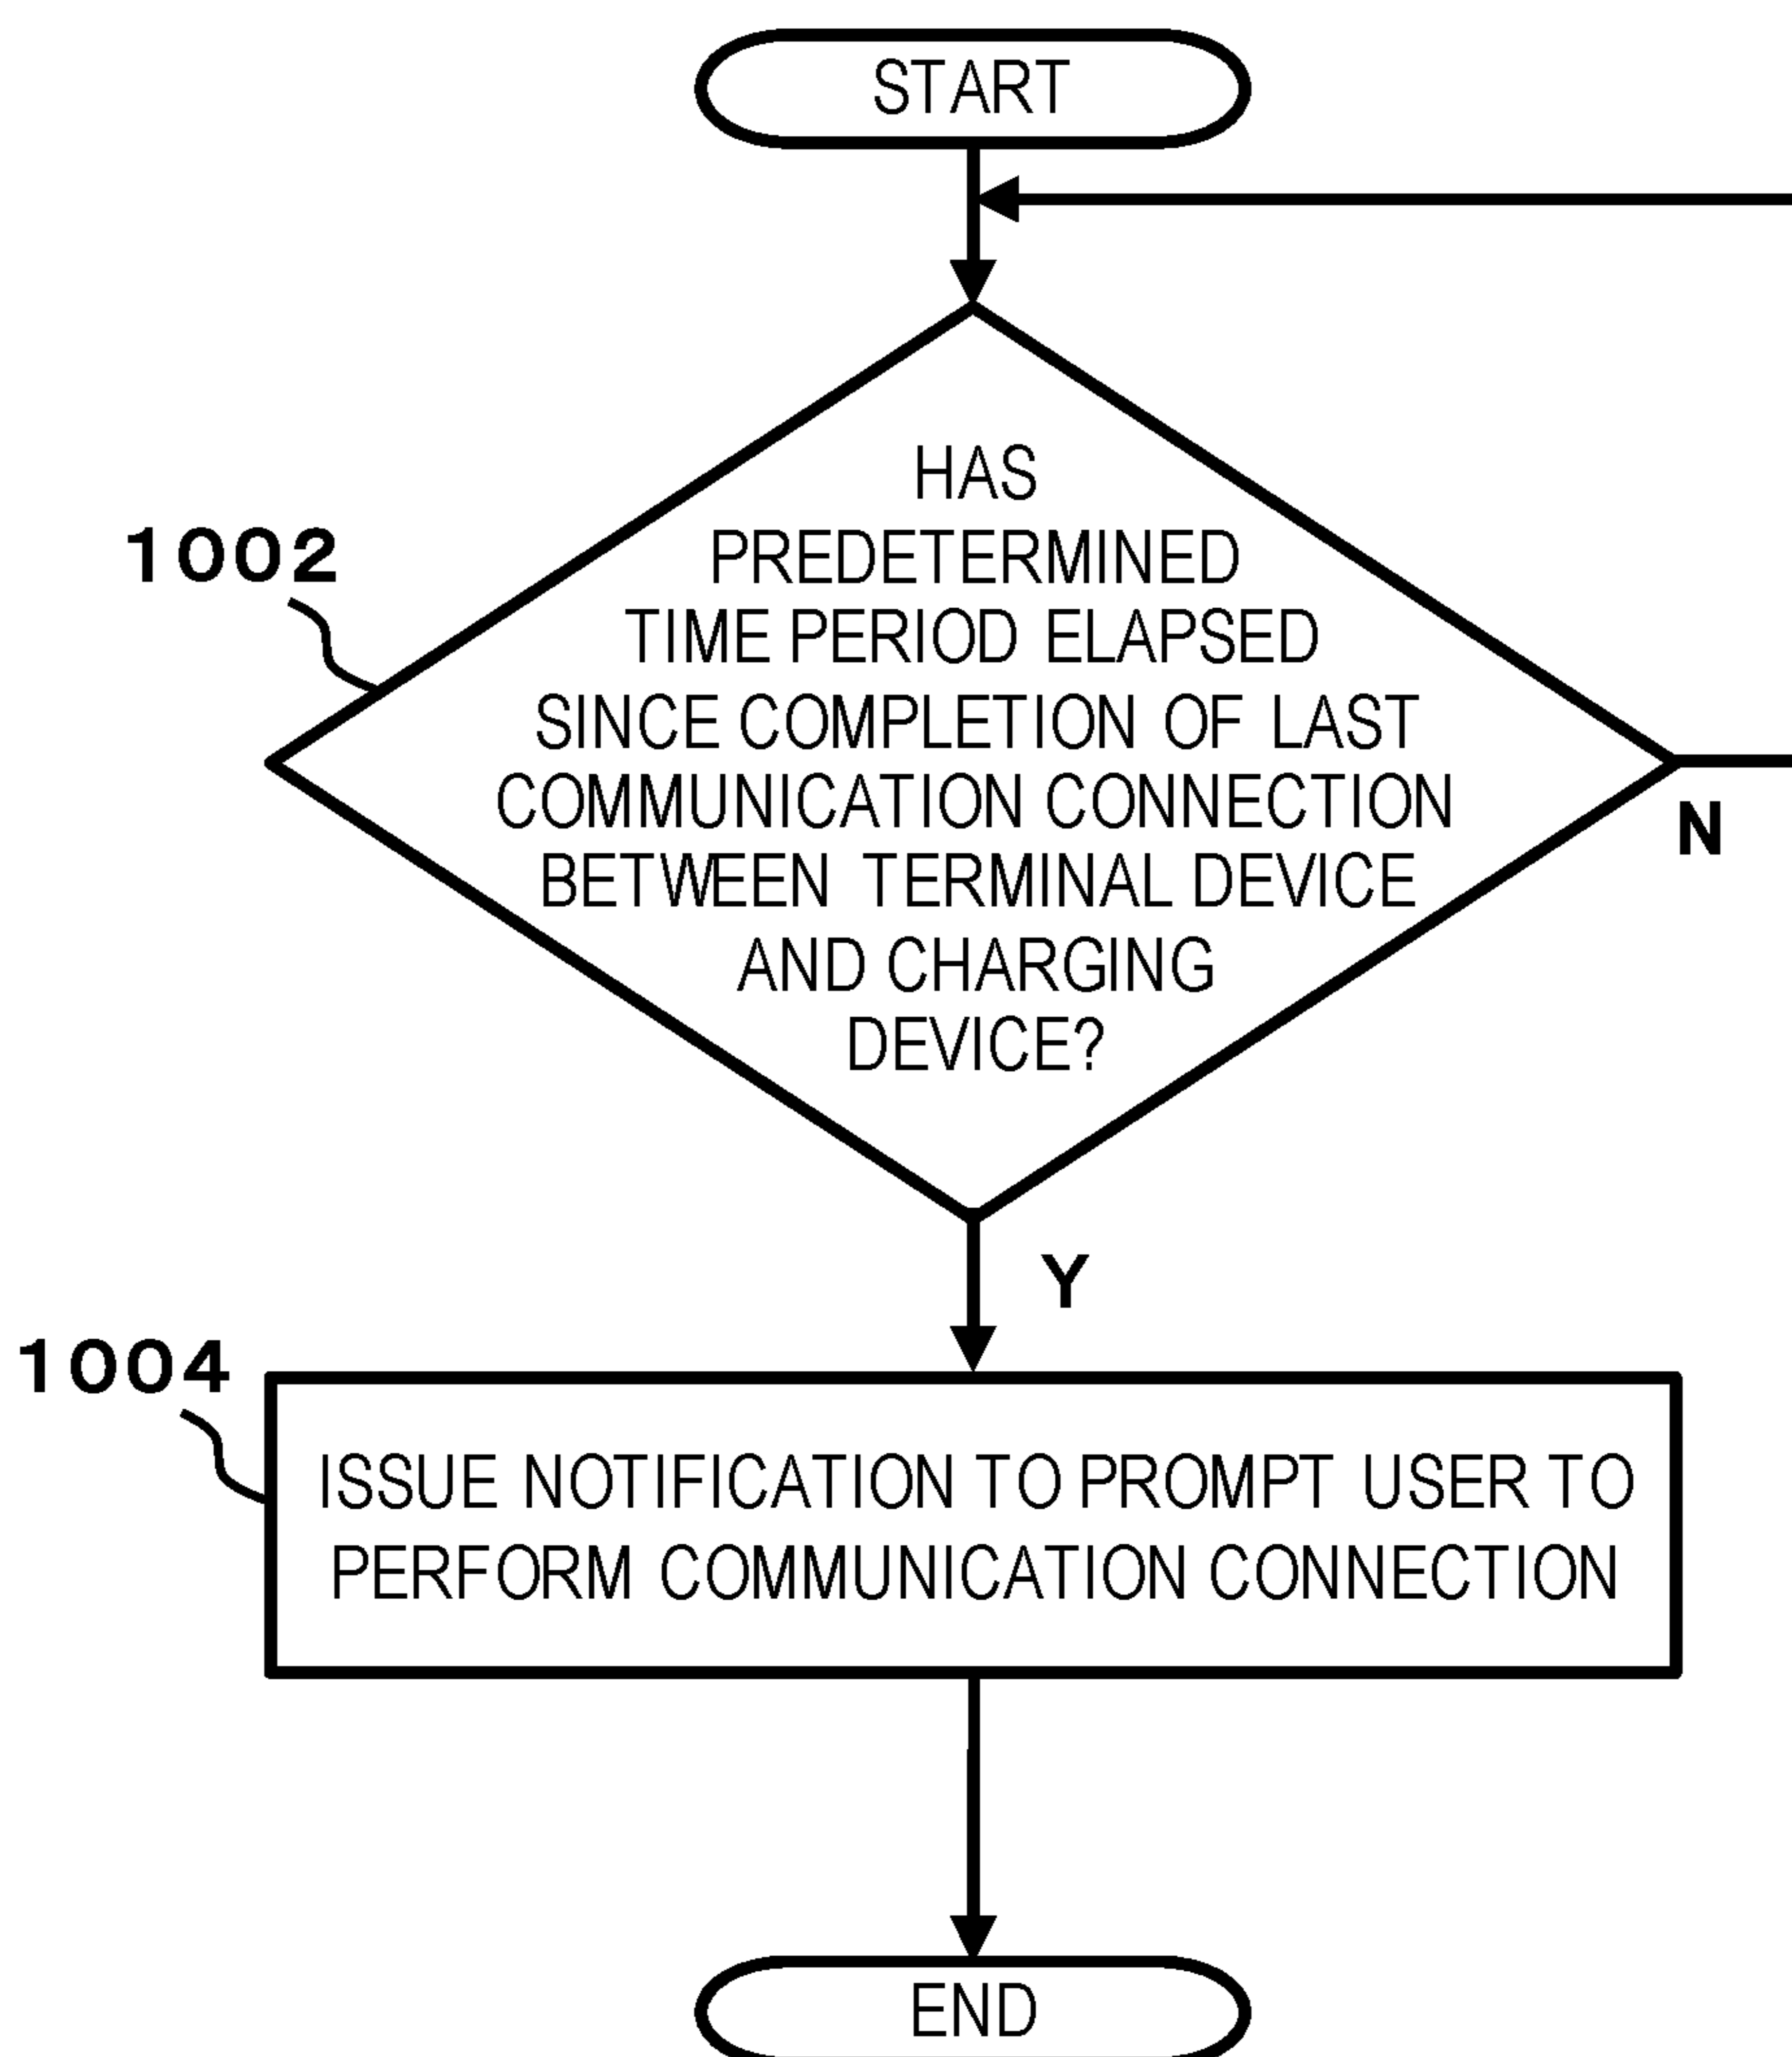 START
HAS
PREDETERMINED
TIME PERIOD ELAPSED
SINCE COMPLETION OF LAST
COMMUNICATION CONNECTION
BETWEEN TERMINAL DEVICE
AND CHARGING
DEVICE?
1002
N
Y
1004
ISSUE NOTIFICATION TO PROMPT USER TO
PERFORM COMMUNICATION CONNECTION
END